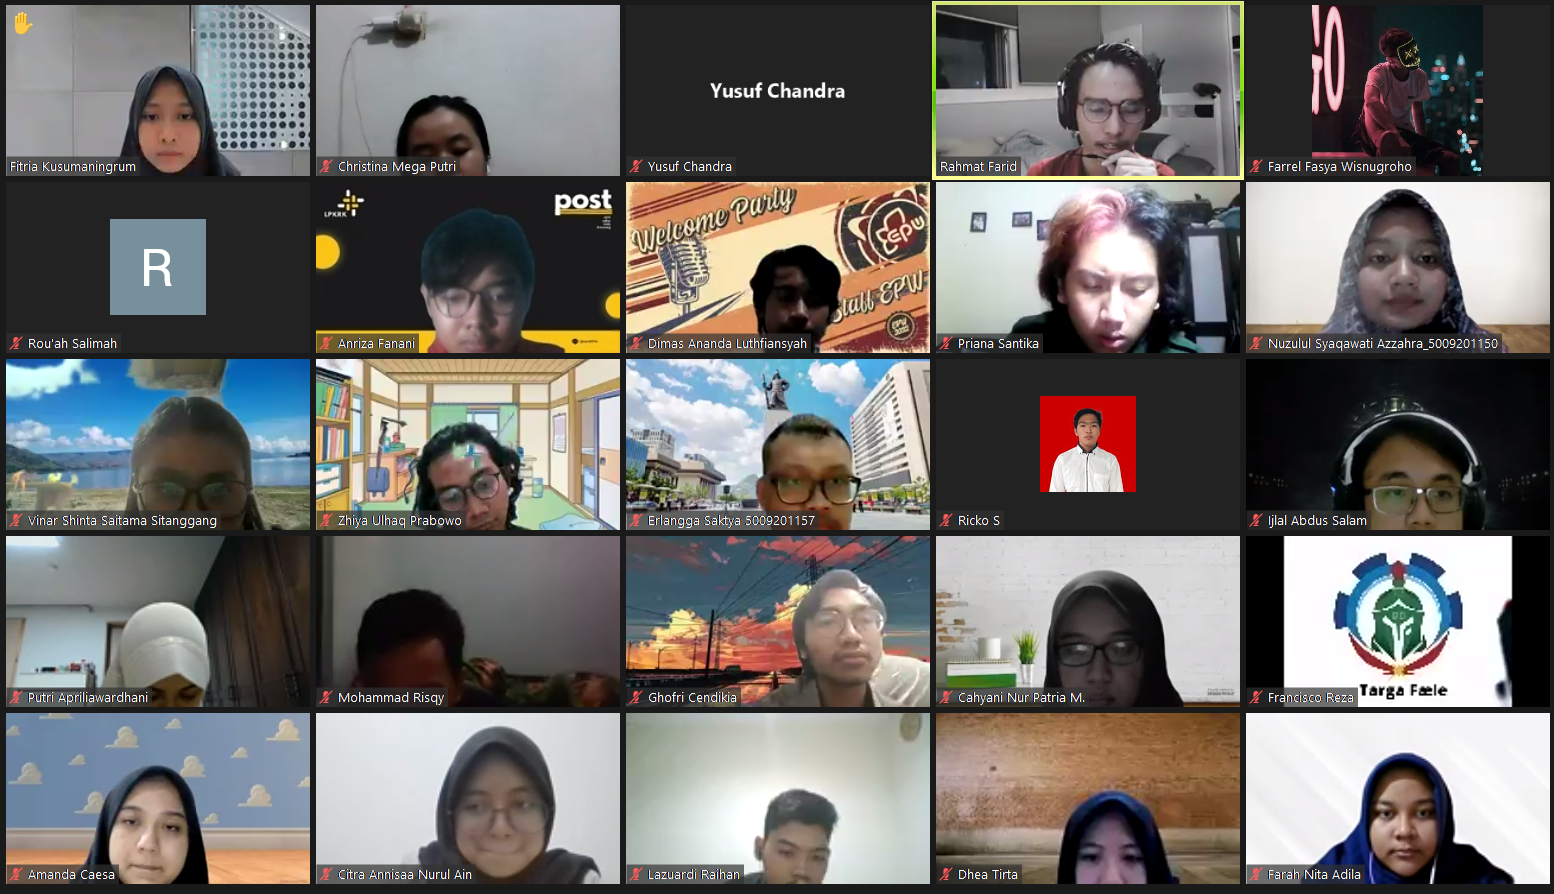 Fitria Kusumaningrum
Christina Mega Putri
Yusuf Chandra
Yusuf Chandra
Rahmat Farid
GO
Farrel Fasya Wisnugroho
R
Rou'ah Salimah
LPKRK
post
Anriza Fanani
Welcome Party
EPW
Staff EPW
Dimas Ananda Luthfiansyah
Priana Santika
Nuzulul Syaqawati Azzahra_5009201150
Vinar Shinta Saitama Sitanggang
Zhiya Ulhaq Prabowo
Erlangga Saktya 5009201157
Ricko S
Ijlal Abdus Salam
Putri Apriliawardhani
Mohammad Risqy
Ghofri Cendikia
Cahyani Nur Patria M.
Targa Fæle
Francisco Reza
Amanda Caesa
Citra Annisaa Nurul Ain
Lazuardi Raihan
Dhea Tirta
Farah Nita Adila